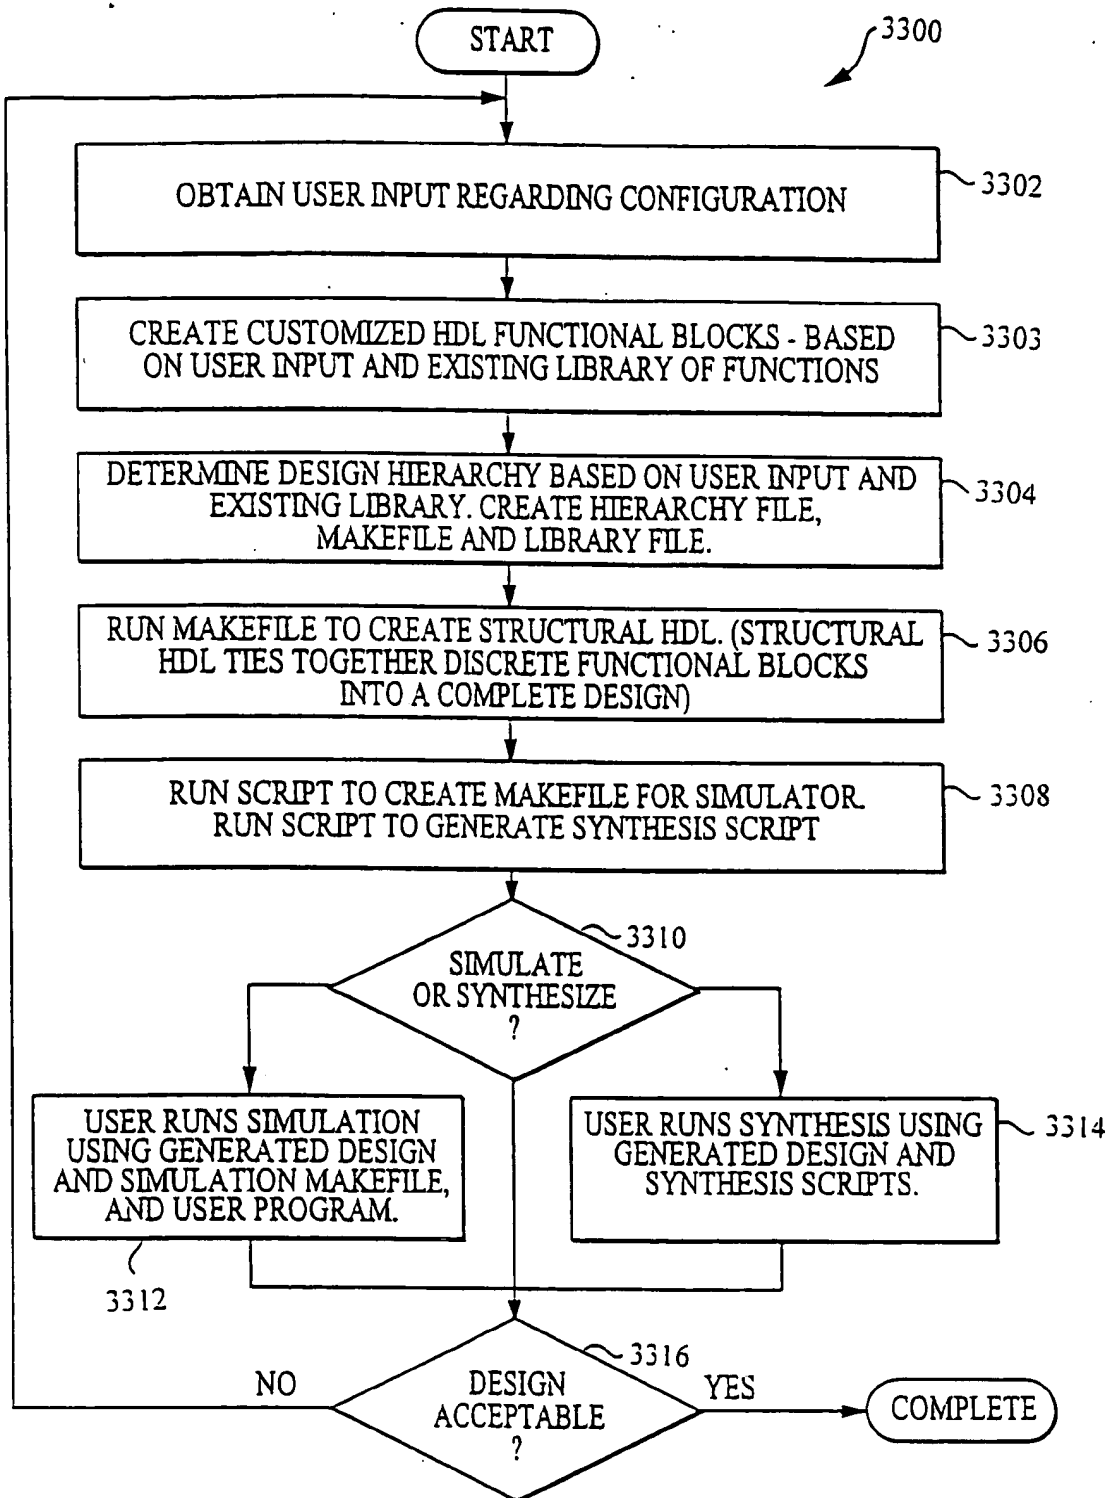 START
3300
OBTAIN USER INPUT REGARDING CONFIGURATION
3302
CREATE CUSTOMIZED HDL FUNCTIONAL BLOCKS - BASED
ON USER INPUT AND EXISTING LIBRARY OF FUNCTIONS
3303
DETERMINE DESIGN HIERARCHY BASED ON USER INPUT AND
EXISTING LIBRARY. CREATE HIERARCHY FILE,
MAKEFILE AND LIBRARY FILE.
3304
RUN MAKEFILE TO CREATE STRUCTURAL HDL. (STRUCTURAL
HDL TIES TOGETHER DISCRETE FUNCTIONAL BLOCKS
INTO A COMPLETE DESIGN)
3306
RUN SCRIPT TO CREATE MAKEFILE FOR SIMULATOR.
RUN SCRIPT TO GENERATE SYNTHESIS SCRIPT
3308
3310
SIMULATE
OR SYNTHESIZE
?
USER RUNS SIMULATION
USING GENERATED DESIGN
AND SIMULATION MAKEFILE,
AND USER PROGRAM.
3312
USER RUNS SYNTHESIS USING
GENERATED DESIGN AND
SYNTHESIS SCRIPTS.
3314
3316
NO
DESIGN
ACCEPTABLE
?
YES
COMPLETE